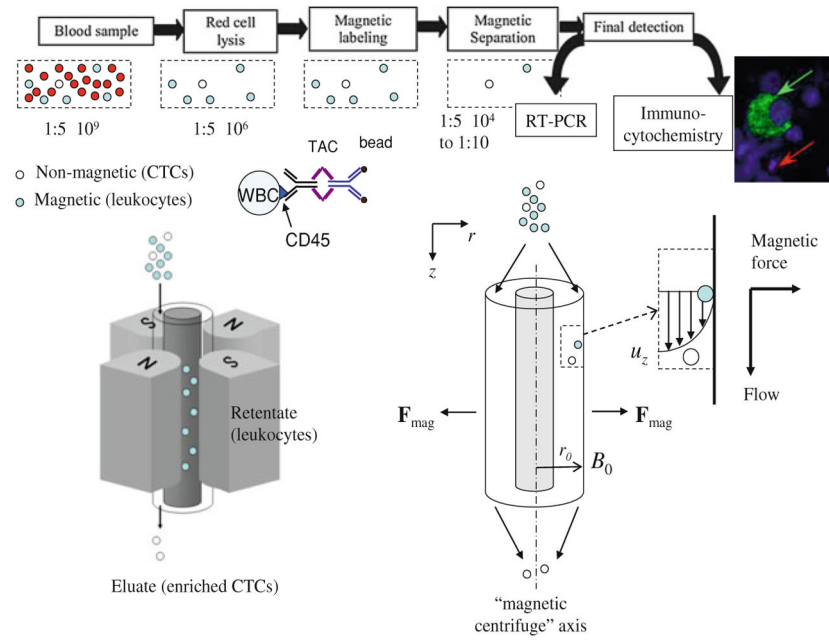 Blood sample
Red cell
lysis
Magnetic
labeling
Magnetic
Separation
Final detection
1:5 10⁹
1:5 10⁶
1:5 10⁴
to 1:10
RT-PCR
Immuno-
cytochemistry
Non-magnetic (CTCs)
Magnetic (leukocytes)
TAC
bead
WBC
CD45
r
z
Magnetic
force
u_z
Flow
S
N
N
S
Retentate
(leukocytes)
F_mag
F_mag
r_0
B_0
Eluate (enriched CTCs)
“magnetic
centrifuge” axis